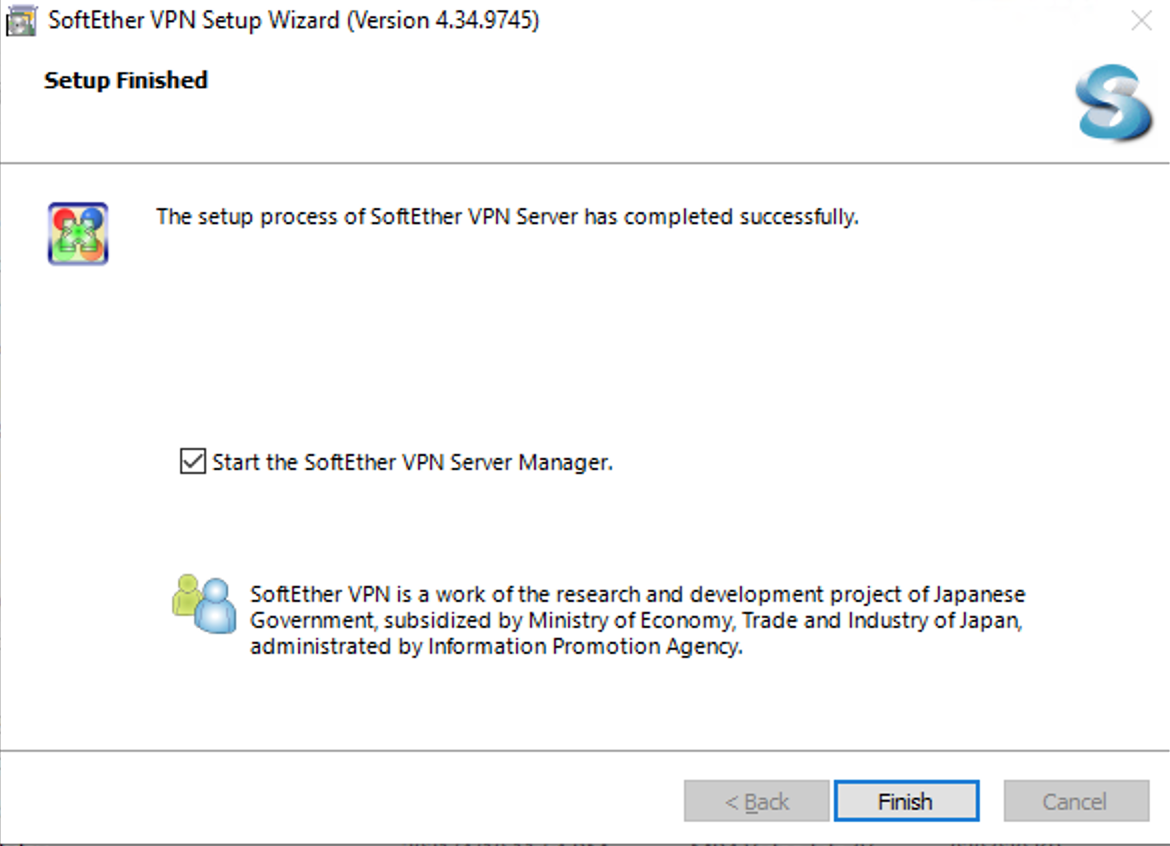 SoftEther VPN Setup Wizard (Version 4.34.9745)
Setup Finished
The setup process of SoftEther VPN Server has completed successfully.
Start the SoftEther VPN Server Manager.
SoftEther VPN is a work of the research and development project of Japanese
Government, subsidized by Ministry of Economy, Trade and Industry of Japan,
administrated by Information Promotion Agency.
< Back
Finish
Cancel